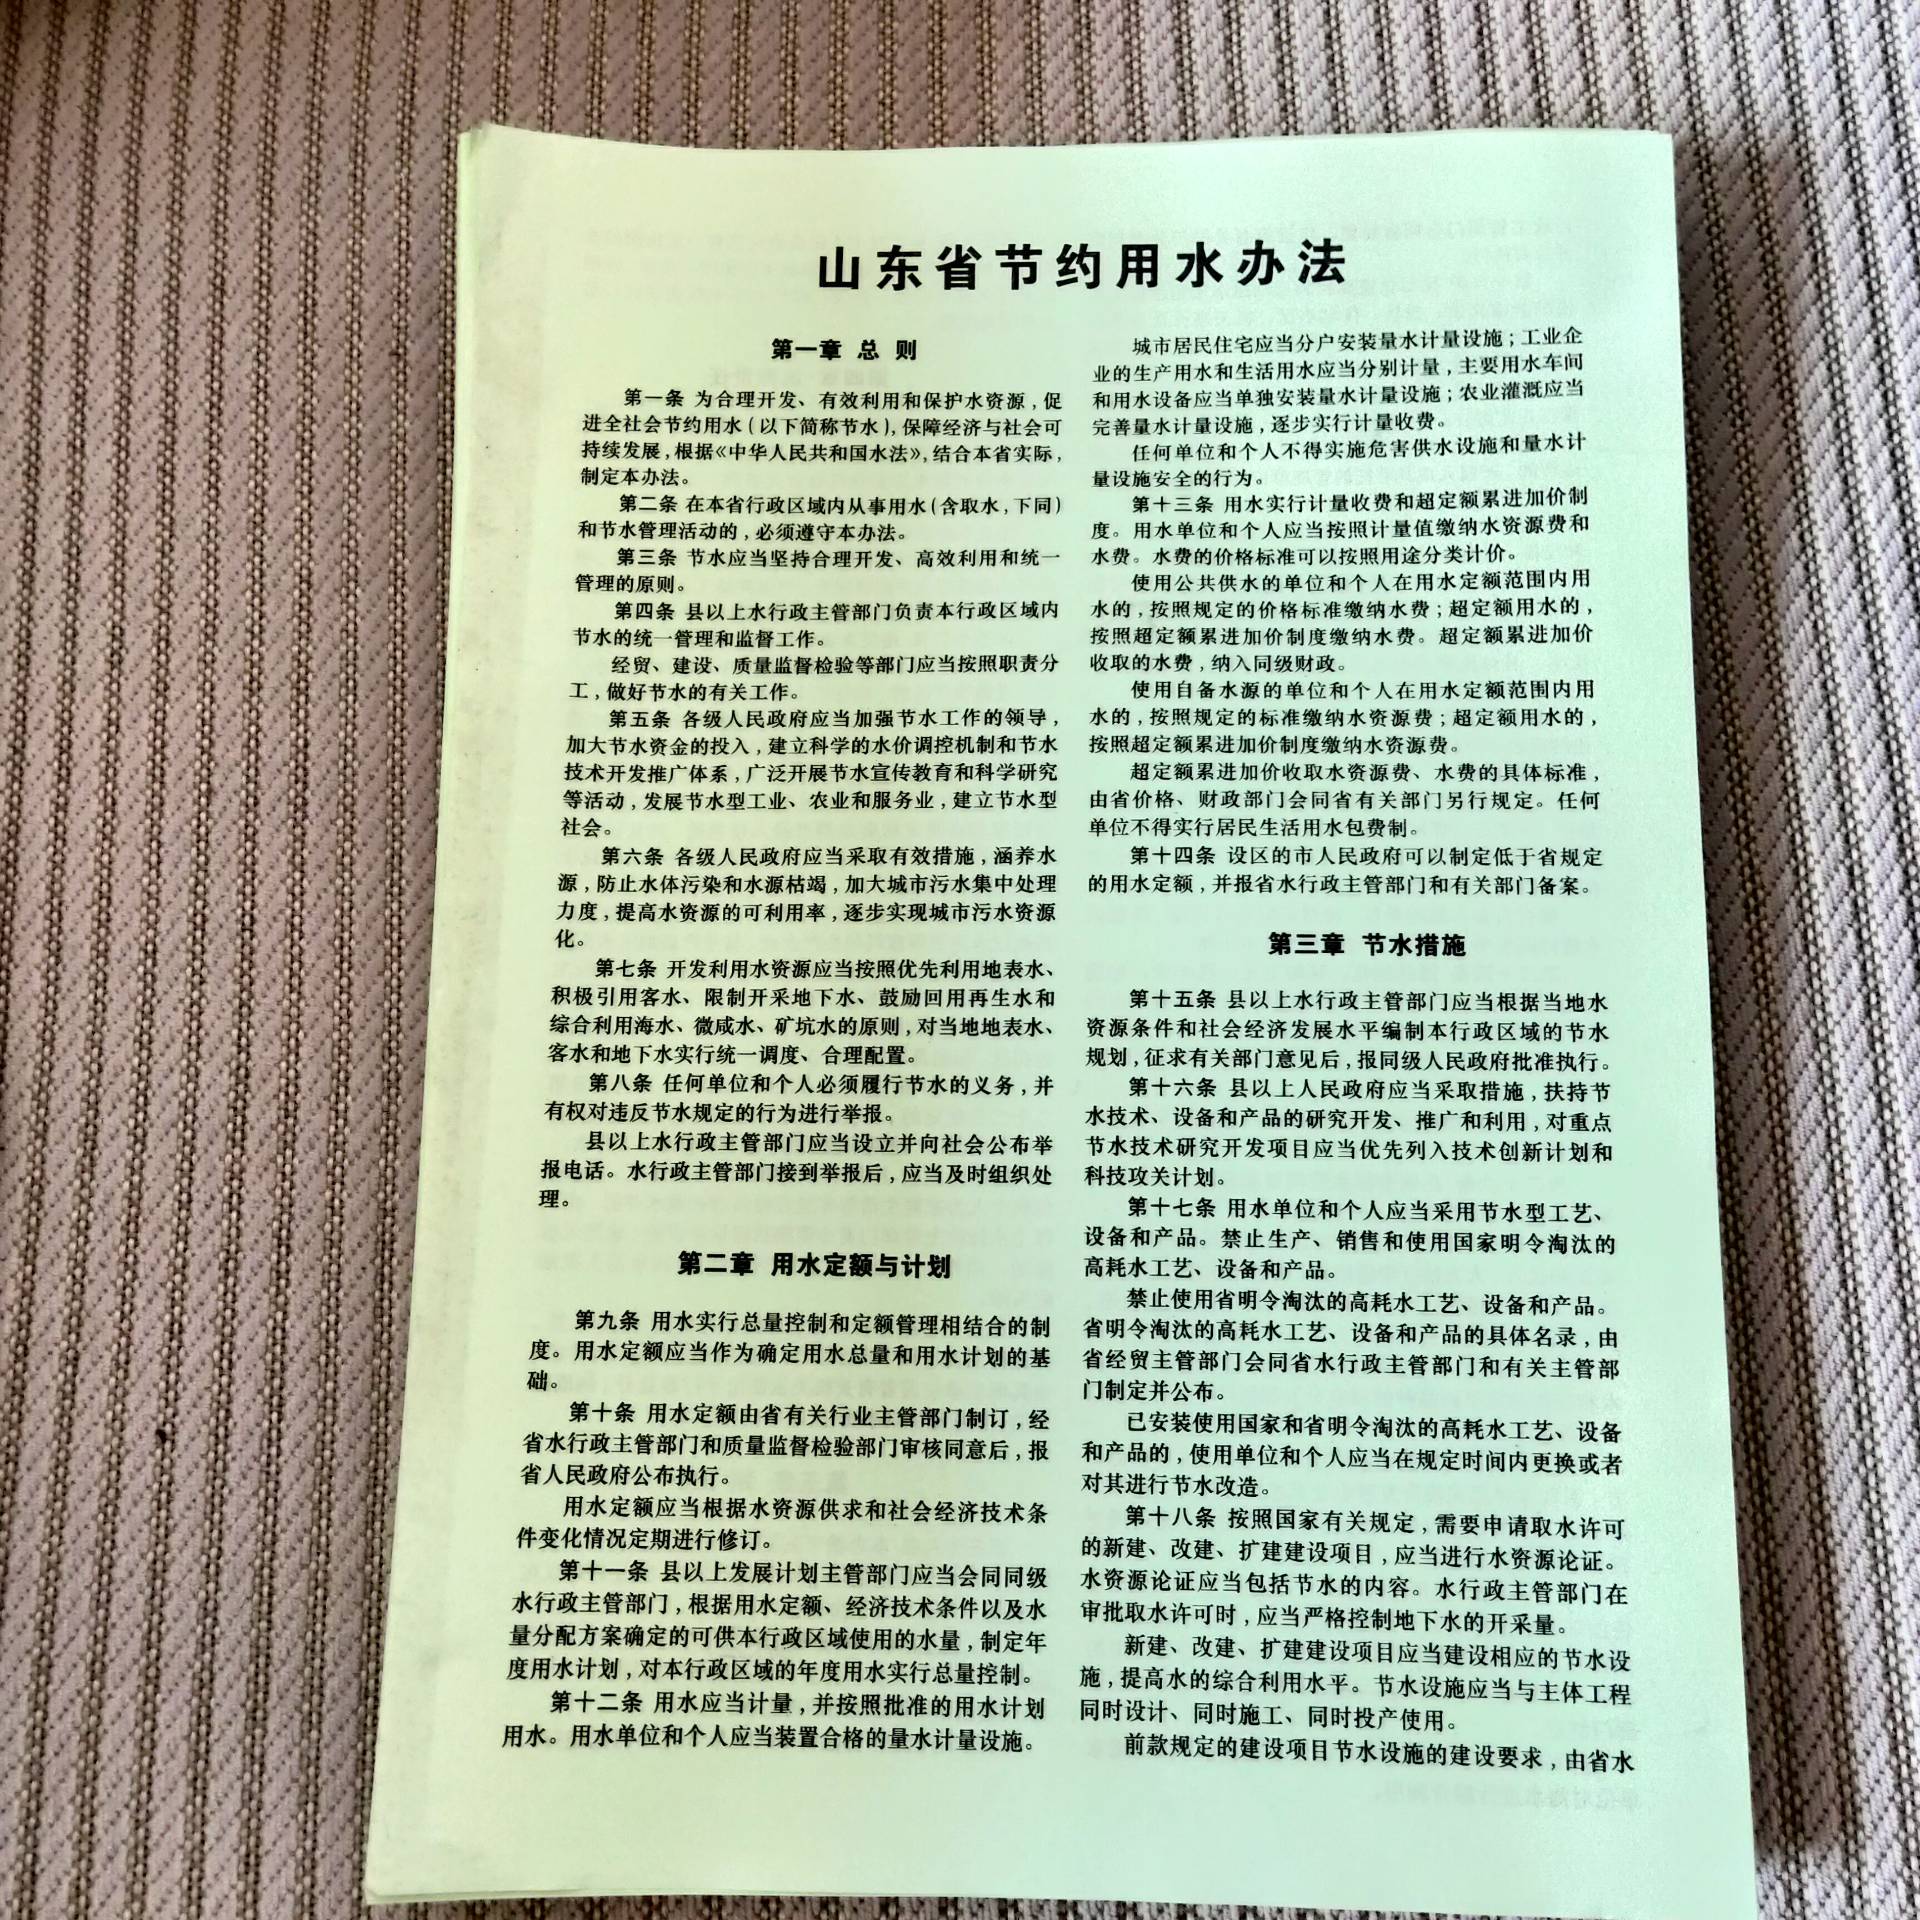 山东省节约用水办法
第一章 总 则
第一条 为合理开发、有效利用和保护水资源,促
进全社会节约用水(以下简称节水),保障经济与社会可
持续发展,根据《中华人民共和国水法》,结合本省实际,
制定本办法。
第二条 在本省行政区域内从事用水(含取水,下同)
和节水管理活动的,必须遵守本办法。
第三条 节水应当坚持合理开发、高效利用和统一
管理的原则。
第四条 县以上水行政主管部门负责本行政区域内
节水的统一管理和监督工作。
经贸、建设、质量监督检验等部门应当按照职责分
工,做好节水的有关工作。
第五条 各级人民政府应当加强节水工作的领导,
加大节水资金的投入,建立科学的水价调控机制和节水
技术开发推广体系,广泛开展节水宣传教育和科学研究
等活动,发展节水型工业、农业和服务业,建立节水型
社会。
第六条 各级人民政府应当采取有效措施,涵养水
源,防止水体污染和水源枯竭,加大城市污水集中处理
力度,提高水资源的可利用率,逐步实现城市污水资源
化。
第七条 开发利用水资源应当按照优先利用地表水、
积极引用客水、限制开采地下水、鼓励回用再生水和
综合利用海水、微咸水、矿坑水的原则,对当地地表水、
客水和地下水实行统一调度、合理配置。
第八条 任何单位和个人必须履行节水的义务,并
有权对违反节水规定的行为进行举报。
县以上水行政主管部门应当设立并向社会公布举
报电话。水行政主管部门接到举报后,应当及时组织处
理。
第二章 用水定额与计划
第九条 用水实行总量控制和定额管理相结合的制
度。用水定额应当作为确定用水总量和用水计划的基
础。
第十条 用水定额由省有关行业主管部门制订,经
省水行政主管部门和质量监督检验部门审核同意后,报
省人民政府公布执行。
用水定额应当根据水资源供求和社会经济技术条
件变化情况定期进行修订。
第十一条 县以上发展计划主管部门应当会同同级
水行政主管部门,根据用水定额、经济技术条件以及水
量分配方案确定的可供本行政区域使用的水量,制定年
度用水计划,对本行政区域的年度用水实行总量控制。
第十二条 用水应当计量,并按照批准的用水计划
用水。用水单位和个人应当装置合格的量水计量设施。
城市居民住宅应当分户安装量水计量设施;工业企
业的生产用水和生活用水应当分别计量,主要用水车间
和用水设备应当单独安装量水计量设施;农业灌溉应当
完善量水计量设施,逐步实行计量收费。
任何单位和个人不得实施危害供水设施和量水计
量设施安全的行为。
第十三条 用水实行计量收费和超定额累进加价制
度。用水单位和个人应当按照计量值缴纳水资源费和
水费。水费的价格标准可以按照用途分类计价。
使用公共供水的单位和个人在用水定额范围内用
水的,按照规定的价格标准缴纳水费;超定额用水的,
按照超定额累进加价制度缴纳水费。超定额累进加价
收取的水费,纳入同级财政。
使用自备水源的单位和个人在用水定额范围内用
水的,按照规定的标准缴纳水资源费;超定额用水的,
按照超定额累进加价制度缴纳水资源费。
超定额累进加价收取水资源费、水费的具体标准,
由省价格、财政部门会同省有关部门另行规定。任何
单位不得实行居民生活用水包费制。
第十四条 设区的市人民政府可以制定低于省规定
的用水定额,并报省水行政主管部门和有关部门备案。
第三章 节水措施
第十五条 县以上水行政主管部门应当根据当地水
资源条件和社会经济发展水平编制本行政区域的节水
规划,征求有关部门意见后,报同级人民政府批准执行。
第十六条 县以上人民政府应当采取措施,扶持节
水技术、设备和产品的研究开发、推广和利用,对重点
节水技术研究开发项目应当优先列入技术创新计划和
科技攻关计划。
第十七条 用水单位和个人应当采用节水型工艺、
设备和产品。禁止生产、销售和使用国家明令淘汰的
高耗水工艺、设备和产品。
禁止使用省明令淘汰的高耗水工艺、设备和产品。
省明令淘汰的高耗水工艺、设备和产品的具体名录,由
省经贸主管部门会同省水行政主管部门和有关主管部
门制定并公布。
已安装使用国家和省明令淘汰的高耗水工艺、设备
和产品的,使用单位和个人应当在规定时间内更换或者
对其进行节水改造。
第十八条 按照国家有关规定,需要申请取水许可
的新建、改建、扩建建设项目,应当进行水资源论证。
水资源论证应当包括节水的内容。水行政主管部门在
审批取水许可时,应当严格控制地下水的开采量。
新建、改建、扩建建设项目应当建设相应的节水设
施,提高水的综合利用水平。节水设施应当与主体工程
同时设计、同时施工、同时投产使用。
前款规定的建设项目节水设施的建设要求,由省水